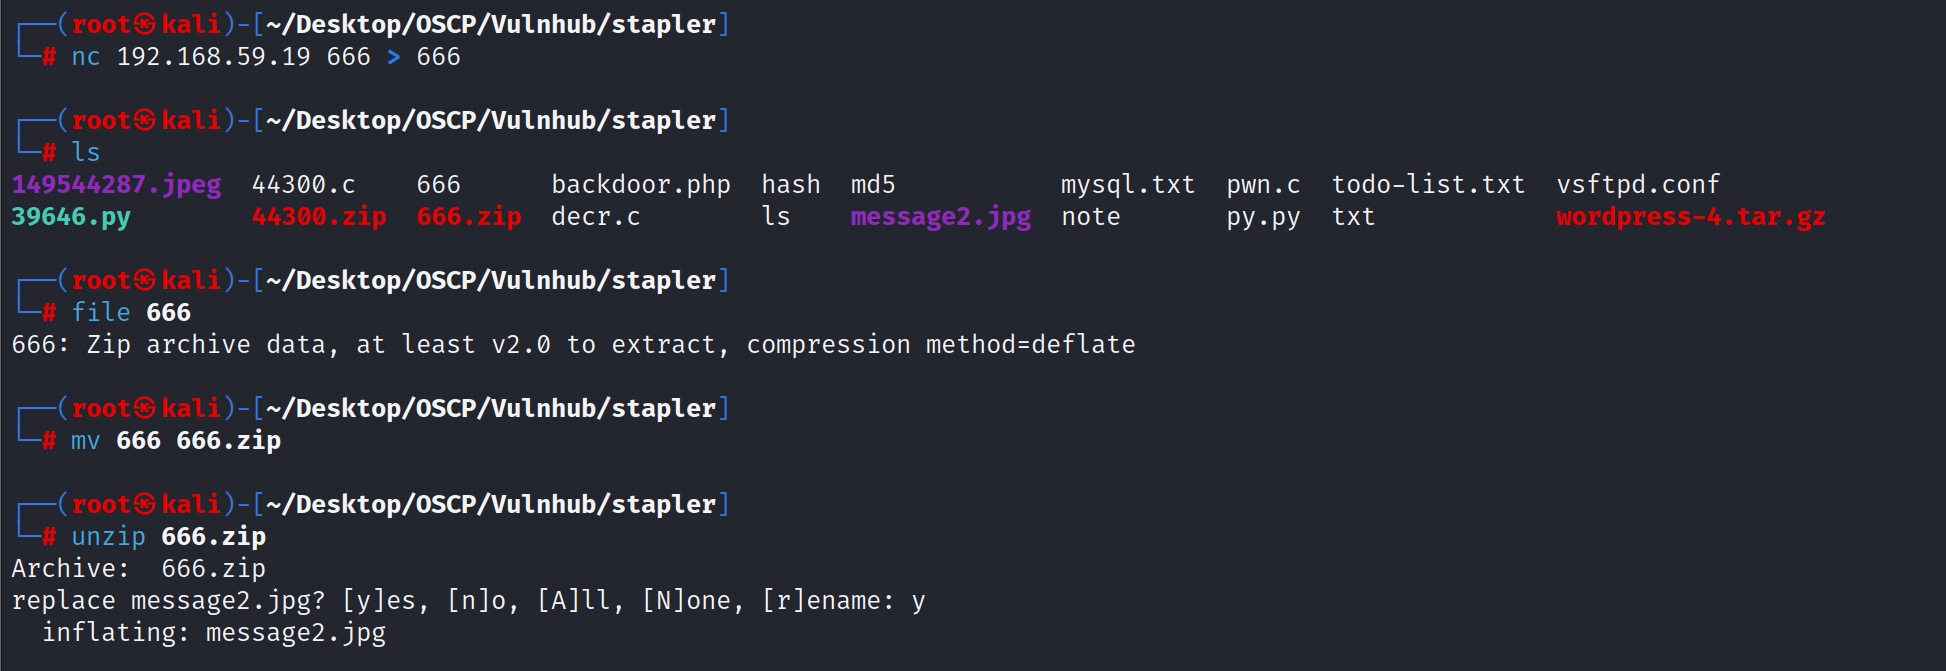 ┌──(root㉿kali)-[~/Desktop/OSCP/Vulnhub/stapler]
└─# nc 192.168.59.19 666 > 666
┌──(root㉿kali)-[~/Desktop/OSCP/Vulnhub/stapler]
└─# ls
149544287.jpeg  44300.c    666      backdoor.php  hash  md5           mysql.txt  pwn.c  todo-list.txt  vsftpd.conf
39646.py        44300.zip  666.zip  decr.c        ls    message2.jpg  note       py.py  txt            wordpress-4.tar.gz
┌──(root㉿kali)-[~/Desktop/OSCP/Vulnhub/stapler]
└─# file 666
666: Zip archive data, at least v2.0 to extract, compression method=deflate
┌──(root㉿kali)-[~/Desktop/OSCP/Vulnhub/stapler]
└─# mv 666 666.zip
┌──(root㉿kali)-[~/Desktop/OSCP/Vulnhub/stapler]
└─# unzip 666.zip
Archive:  666.zip
replace message2.jpg? [y]es, [n]o, [A]ll, [N]one, [r]ename: y
  inflating: message2.jpg